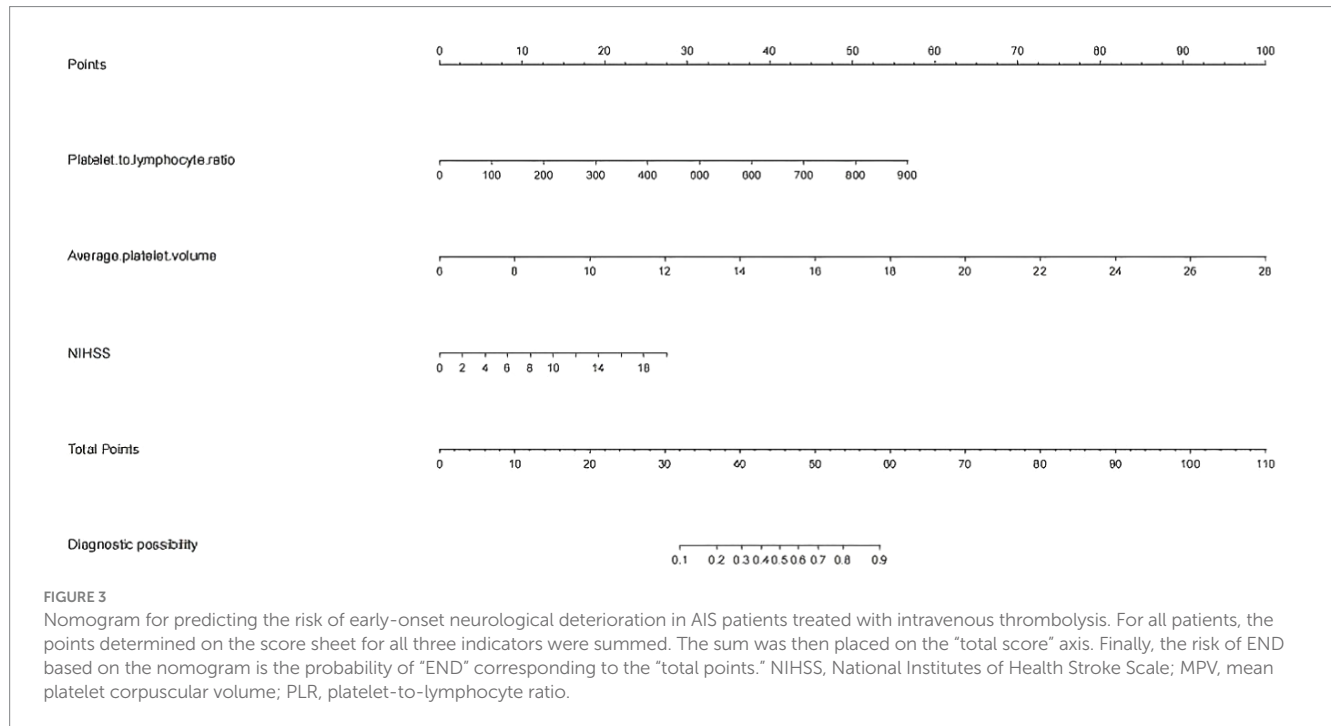 0 10 20 30 40 50 60 70 80 90 100
Points
Platelet.to.lymphocyte.ratio
0 100 200 300 400 500 600 700 800 900
Average.platelet.volume
6 8 10 12 14 16 18 20 22 24 26 28
NIHSS
0 2 4 6 8 10 14 18
Total Points
0 10 20 30 40 50 60 70 80 90 100 110
Diagnostic possibility
0.1 0.2 0.3 0.4 0.5 0.6 0.7 0.8 0.9
FIGURE 3
Nomogram for predicting the risk of early-onset neurological deterioration in AIS patients treated with intravenous thrombolysis. For all patients, the
points determined on the score sheet for all three indicators were summed. The sum was then placed on the “total score” axis. Finally, the risk of END
based on the nomogram is the probability of “END” corresponding to the “total points.” NIHSS, National Institutes of Health Stroke Scale; MPV, mean
platelet corpuscular volume; PLR, platelet-to-lymphocyte ratio.